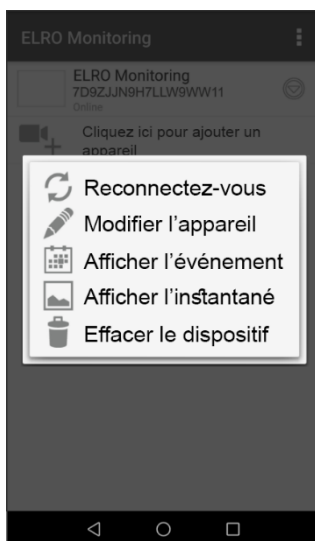 ELRO Monitoring
ELRO Monitoring
7D9ZJJN9H7LLW9WW11
Online
Cliquez ici pour ajouter un
appareil
Reconnectez-vous
Modifier l'appareil
Afficher l'événement
Afficher l'instantané
Effacer le dispositif